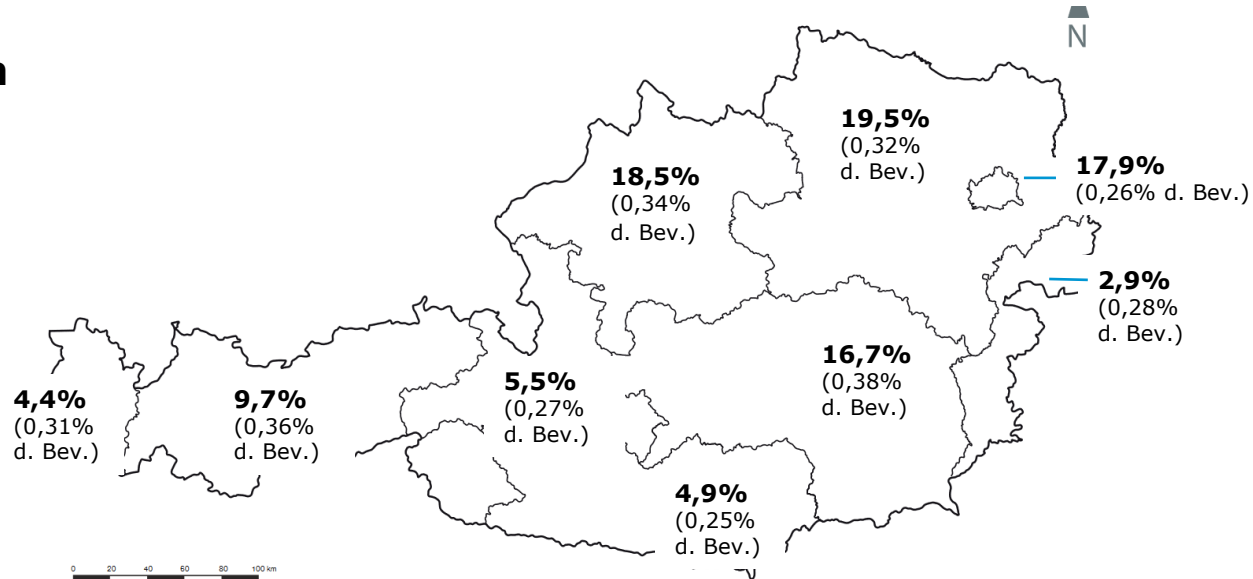 N
19,5%
(0,32%
d. Bev.)
17,9%
(0,26% d. Bev.)
18,5%
(0,34%
d. Bev.)
2,9%
(0,28%
d. Bev.)
16,7%
(0,38%
d. Bev.)
5,5%
(0,27%
d. Bev.)
4,4%
(0,31%
d. Bev.)
9,7%
(0,36%
d. Bev.)
4,9%
(0,25%
d. Bev.)
0 20 40 60 80 100 km